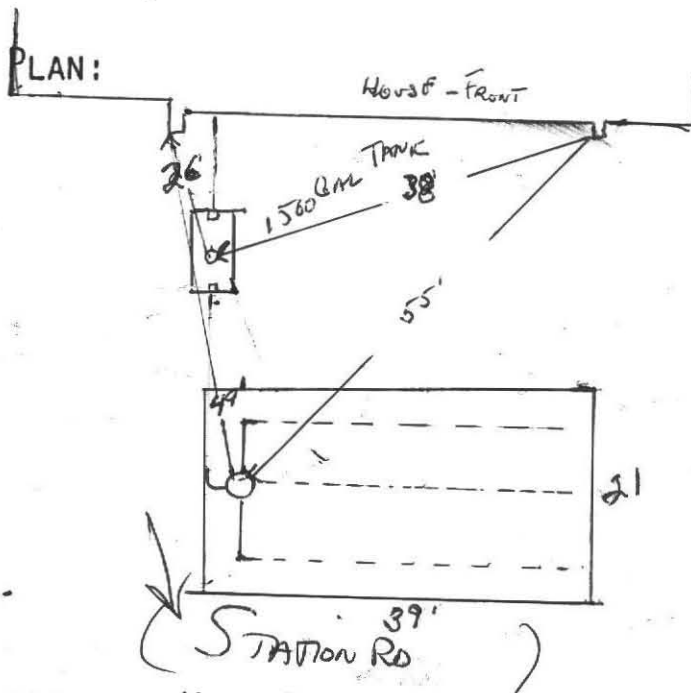 PLAN:
HOUSE - FRONT
26
1500 GAL TANK
38'
55'
44'
21
39'
(STATION RD)